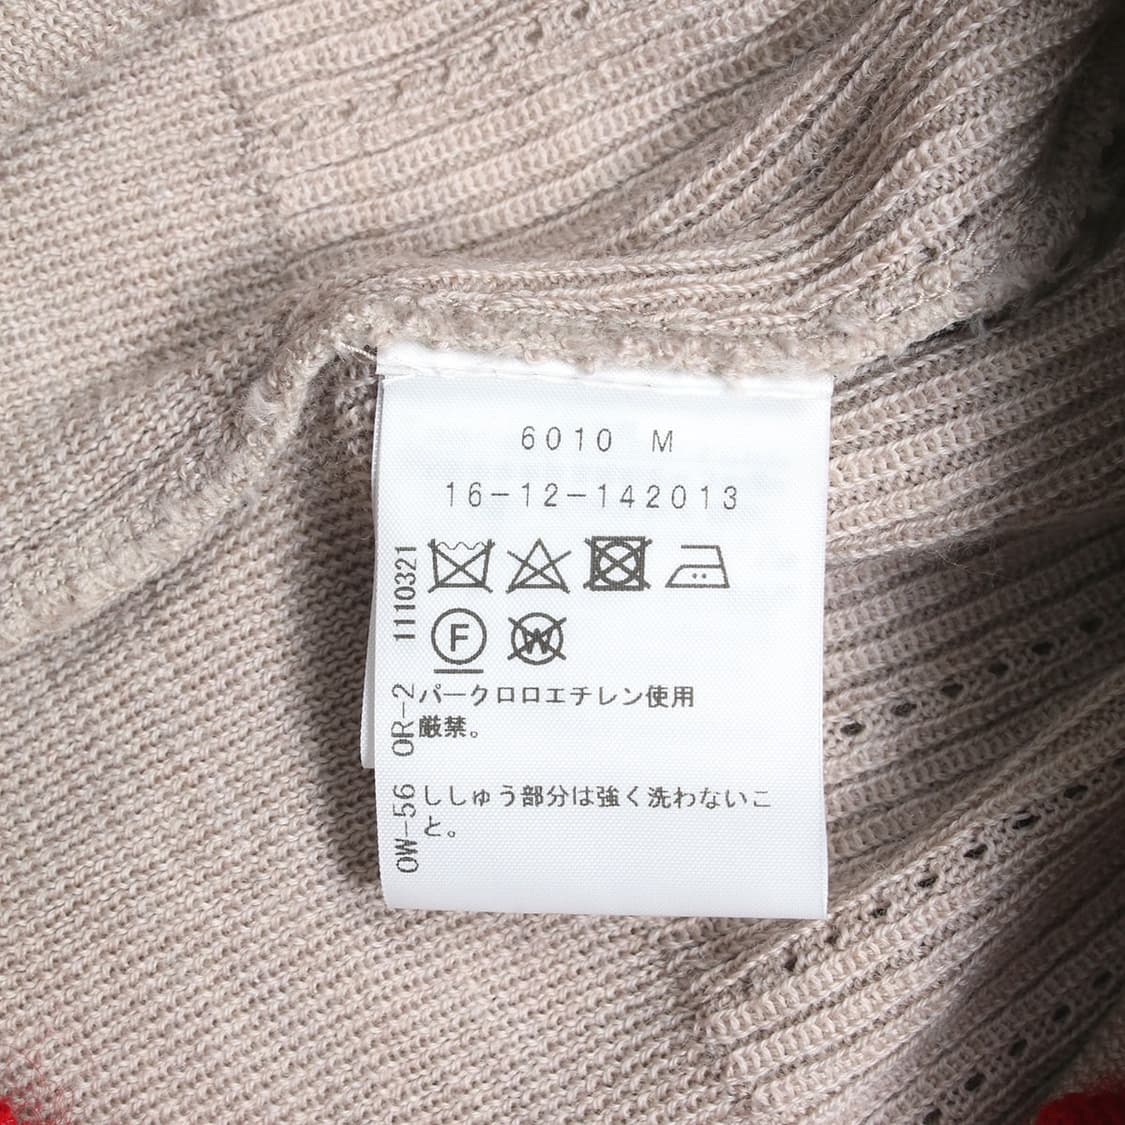 6010 M
16-12-142013
F
W
パークロロエチレン使用
厳禁。
ししゅう部分は強く洗わないこ
と。
OW-56 OR-2 1110321